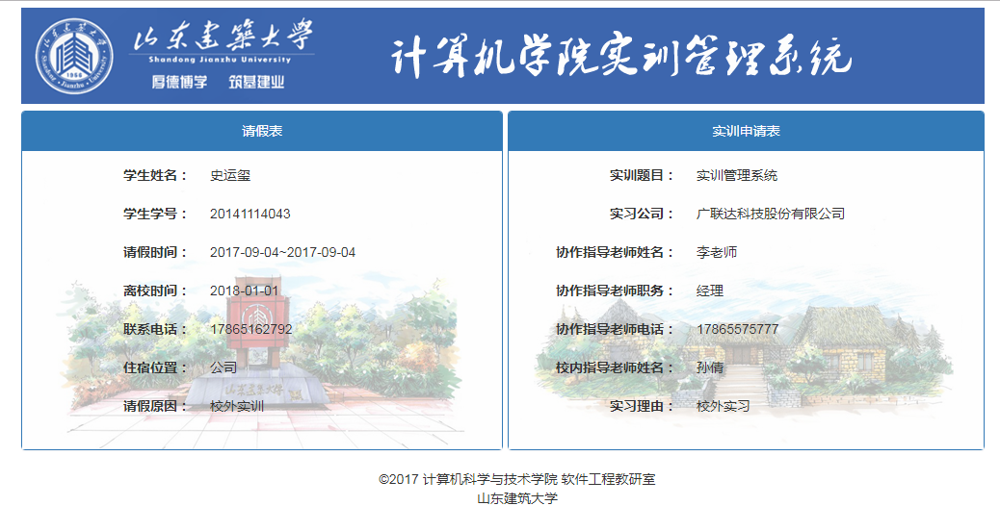 山东建筑大学
Shandong Jianzhu University
厚德博学 筑基建业
计算机学院实训管理系统
请假表
学生姓名： 史运玺
学生学号： 20141114043
请假时间： 2017-09-04~2017-09-04
离校时间： 2018-01-01
联系电话： 17865162792
住宿位置： 公司
请假原因： 校外实训
山东建筑大学
实训申请表
实训题目： 实训管理系统
实习公司： 广联达科技股份有限公司
协作指导老师姓名： 李老师
协作指导老师职务： 经理
协作指导老师电话： 17865575777
校内指导老师姓名： 孙倩
实习理由： 校外实习
©2017 计算机科学与技术学院 软件工程教研室
山东建筑大学